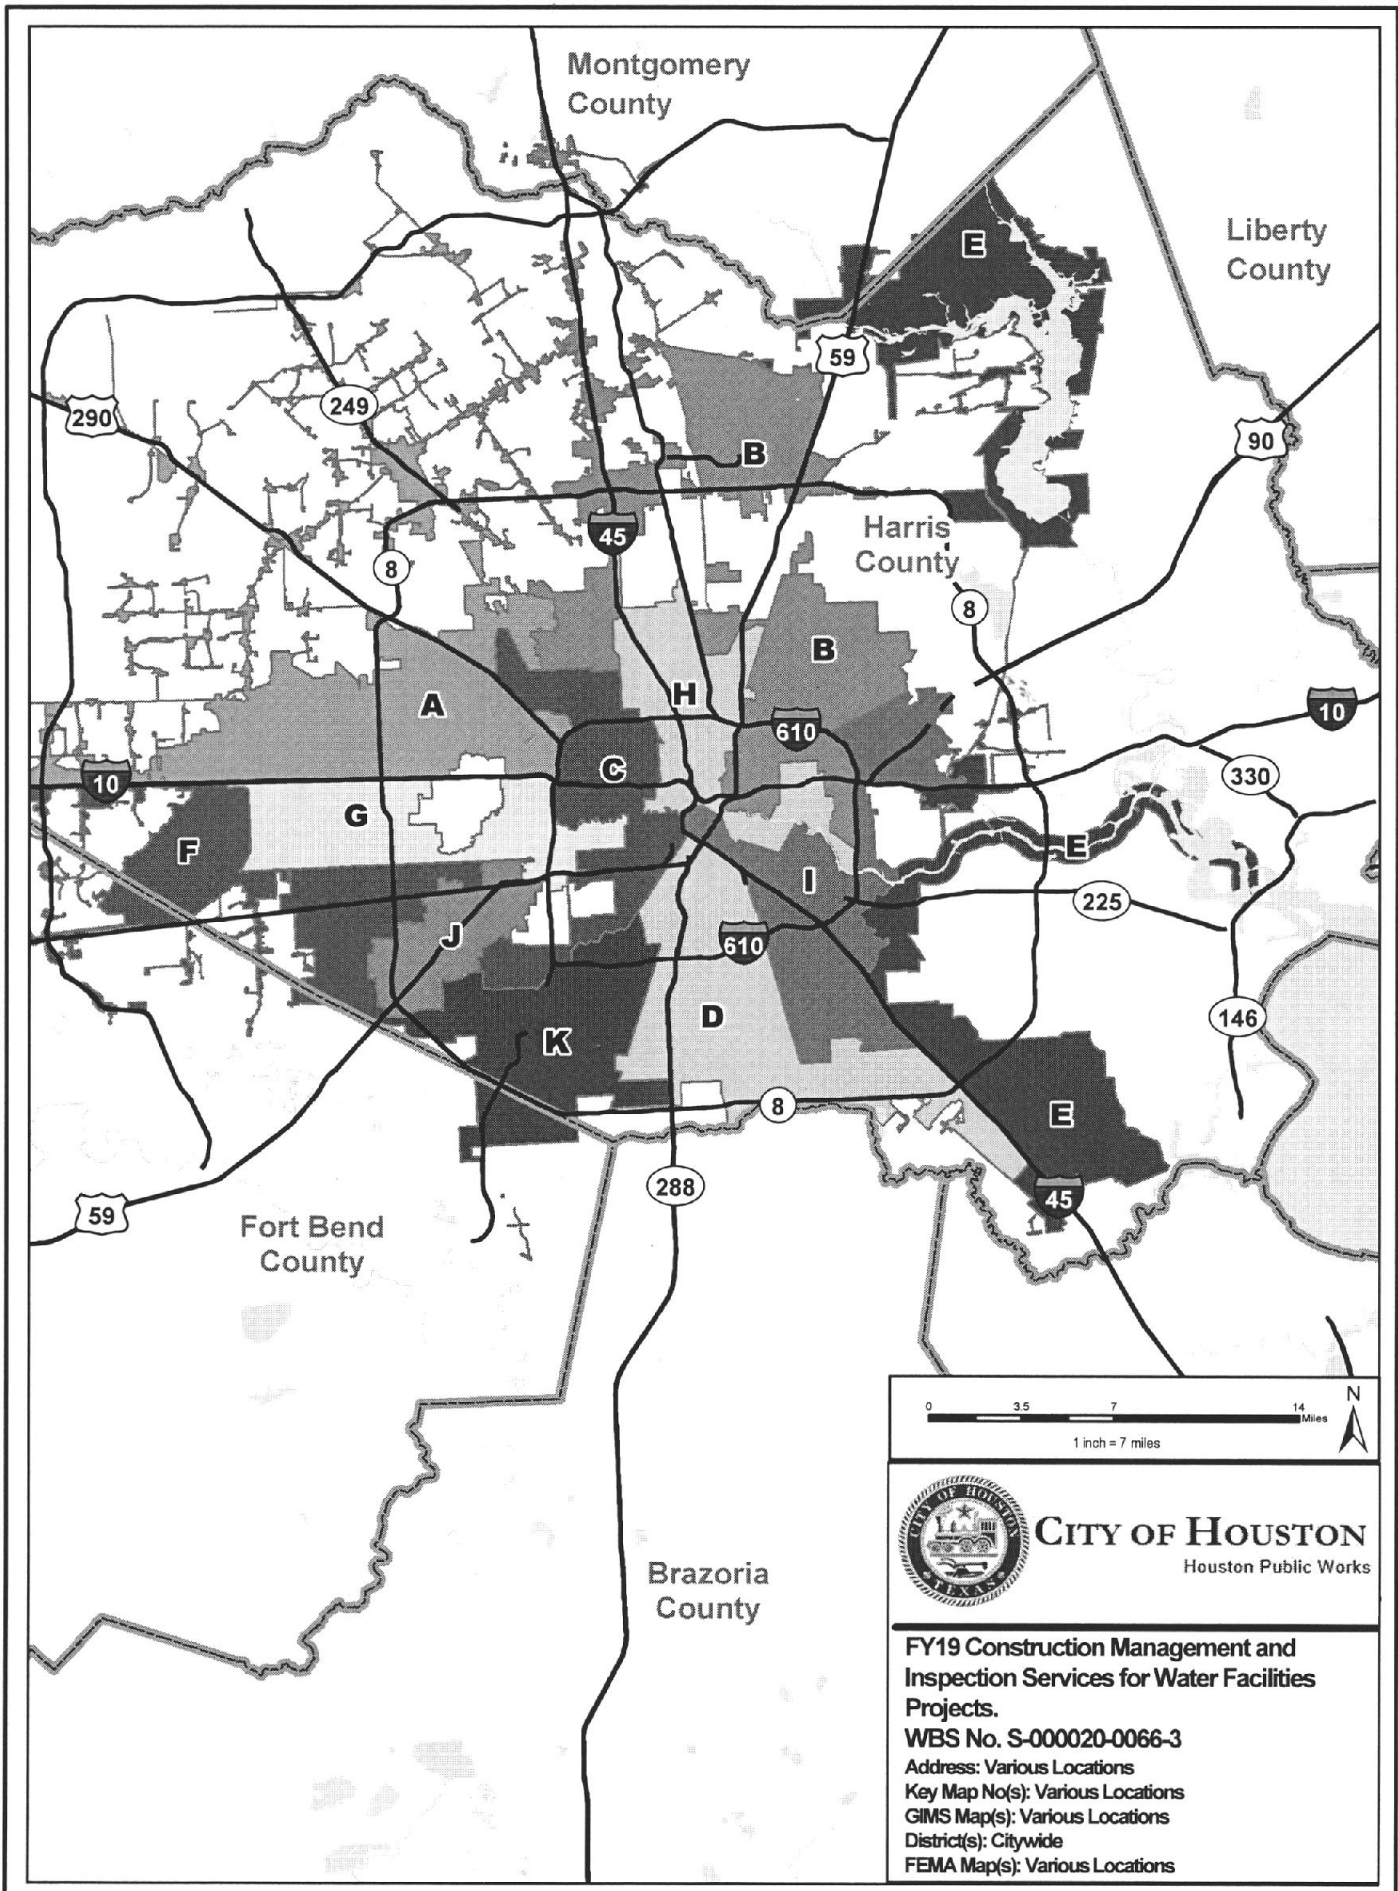 Montgomery
County
E
Liberty
County
59
249
290
B
90
45
Harris
County
8
8
B
A
H
610
10
C
10
330
G
F
E
I
225
J
610
D
146
K
8
E
288
45
59
Fort Bend
County
0 3.5 7 14
Miles
N
1 inch = 7 miles
CITY OF HOUSTON
TEXAS
CITY OF HOUSTON
Houston Public Works
Brazoria
County
FY19 Construction Management and
Inspection Services for Water Facilities
Projects.
WBS No. S-000020-0066-3
Address: Various Locations
Key Map No(s): Various Locations
GIMS Map(s): Various Locations
District(s): Citywide
FEMA Map(s): Various Locations